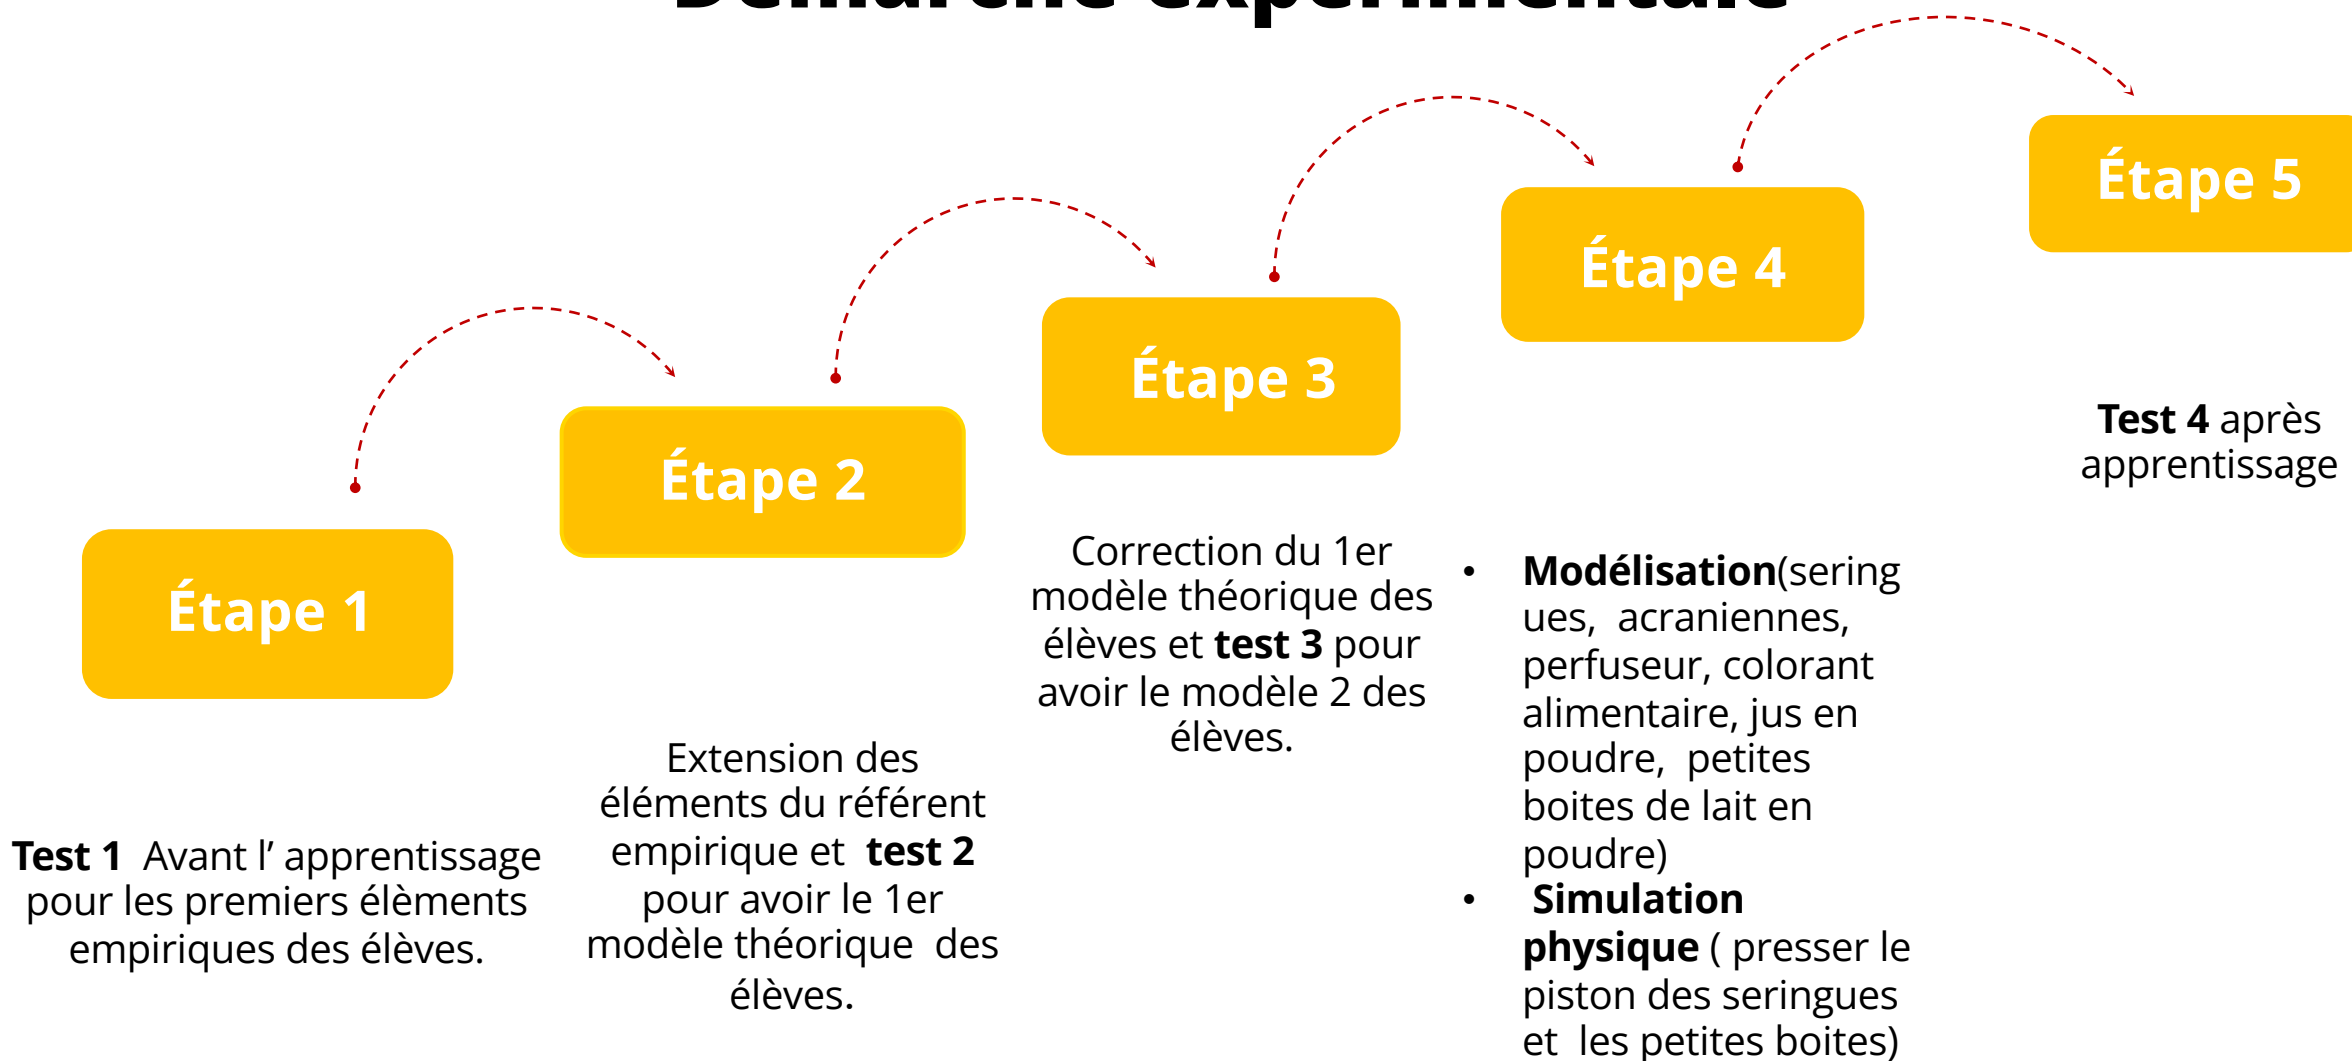 Démarche expérimentale
Étape 1
Test 1  Avant l’ apprentissage
pour les premiers élèments
empiriques des élèves.
Étape 2
Extension des
éléments du référent
empirique et  test 2
pour avoir le 1er
modèle théorique  des
élèves.
Étape 3
Correction du 1er
modèle théorique des
élèves et test 3 pour
avoir le modèle 2 des
élèves.
Étape 4
• Modélisation(sering
ues,  acraniennes,
perfuseur, colorant
alimentaire, jus en
poudre,  petites
boites de lait en
poudre)
• Simulation
physique ( presser le
piston des seringues
et  les petites boites)
Étape 5
Test 4 après
apprentissage